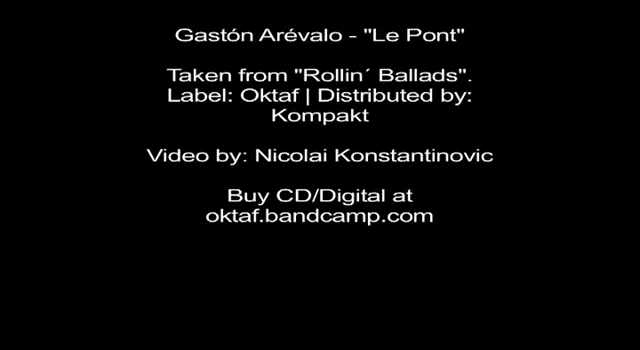 Gastón Arévalo - "Le Pont"
Taken from "Rollin´ Ballads".
Label: Oktaf | Distributed by:
Kompakt
Video by: Nicolai Konstantinovic
Buy CD/Digital at
oktaf.bandcamp.com